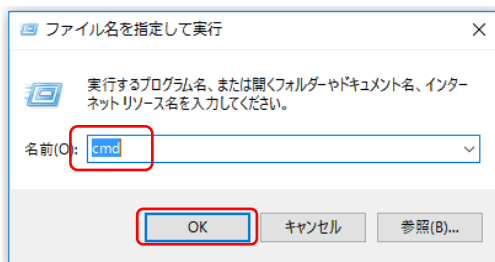 ファイル名を指定して実行
実行するプログラム名、または開くフォルダーやドキュメント名、インター
ネット リソース名を入力してください。
名前(O): cmd
OK キャンセル 参照(B)...